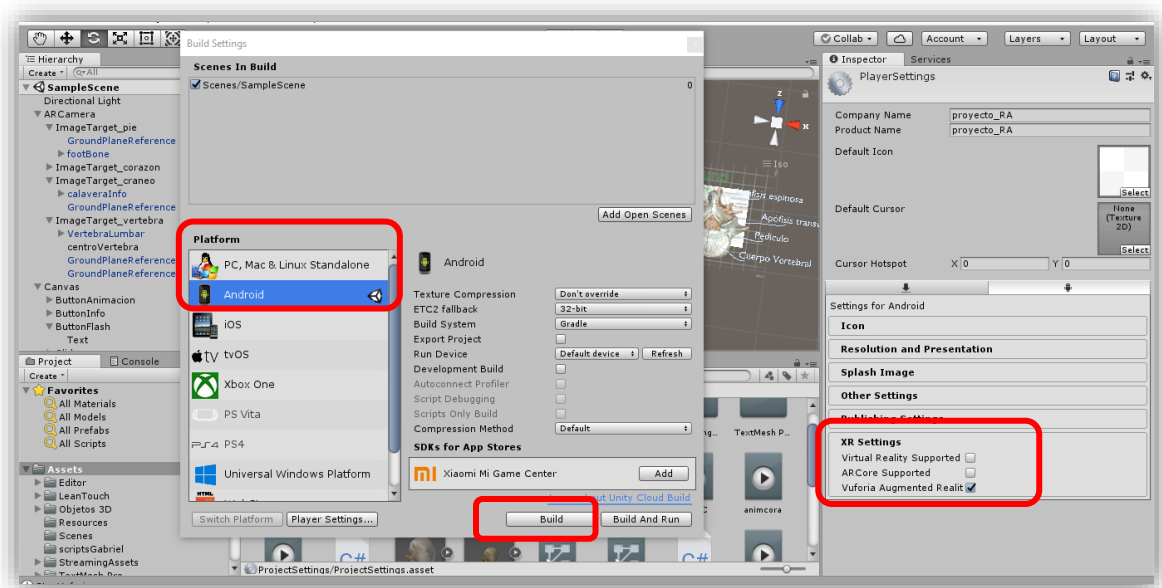 Collab
Account
Layers
Layout
Hierarchy
Create
All
SampleScene
Directional Light
ARCamera
ImageTarget_pie
GroundPlaneReference
footBone
ImageTarget_corazon
ImageTarget_craneo
calaveraInfo
GroundPlaneReference
ImageTarget_vertebra
VertebraLumbar
centroVertebra
GroundPlaneReference
GroundPlaneReference
Canvas
ButtonAnimacion
ButtonInfo
ButtonFlash
Text
Project
Console
Create
Favorites
All Materials
All Models
All Prefabs
All Scripts
Assets
Editor
LeanTouch
Objetos 3D
Resources
Scenes
scriptsGabriel
StreamingAssets
Build Settings
Scenes In Build
Scenes/SampleScene 0
Add Open Scenes
Platform
PC, Mac & Linux Standalone
Android
iOS
tvOS
Xbox One
PS Vita
PS4
Universal Windows Platform
HTML
Switch Platform
Player Settings...
Android
Texture Compression Don't override
ETC2 fallback 32-bit
Build System Gradle
Export Project
Run Device Default device Refresh
Development Build
Autoconnect Profiler
Script Debugging
Scripts Only Build
Compression Method Default
SDKs for App Stores
Xiaomi Mi Game Center Add
Unity Cloud Build
Build
Build And Run
z
x
Iso
espinosa
Apofisis trans
Pediculo
Cuerpo Vertebral
TextMesh P..
animcora
C#
C#
ProjectSettings/ProjectSettings.asset
Inspector
Services
PlayerSettings
Company Name proyecto_RA
Product Name proyecto_RA
Default Icon
Select
Default Cursor
None
(Texture
2D)
Select
Cursor Hotspot X 0 Y 0
Settings for Android
Icon
Resolution and Presentation
Splash Image
Other Settings
Publishing Settings
XR Settings
Virtual Reality Supported
ARCore Supported
Vuforia Augmented Realit